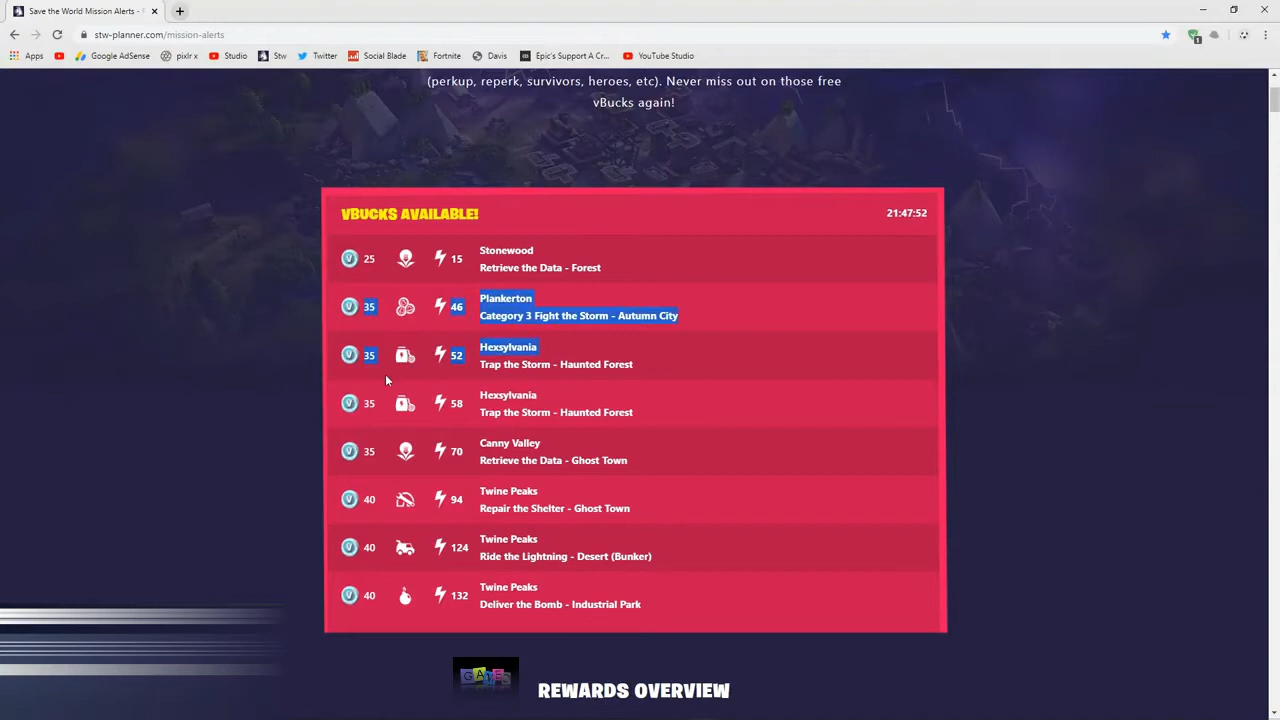 Save the World Mission Alerts - F
stw-planner.com/mission-alerts
Apps
Google AdSense
pixlr x
Studio
Stw
Twitter
Social Blade
Fortnite
Davis
Epic's Support A Cr...
YouTube Studio
(perkup, reperk, survivors, heroes, etc). Never miss out on those free
vBucks again!
VBUCKS AVAILABLE!
21:47:52
25 15 Stonewood
Retrieve the Data - Forest
35 46 Plankerton
Category 3 Fight the Storm - Autumn City
35 52 Hexsylvania
Trap the Storm - Haunted Forest
35 58 Hexsylvania
Trap the Storm - Haunted Forest
35 70 Canny Valley
Retrieve the Data - Ghost Town
40 94 Twine Peaks
Repair the Shelter - Ghost Town
40 124 Twine Peaks
Ride the Lightning - Desert (Bunker)
40 132 Twine Peaks
Deliver the Bomb - Industrial Park
GAMES
REWARDS OVERVIEW